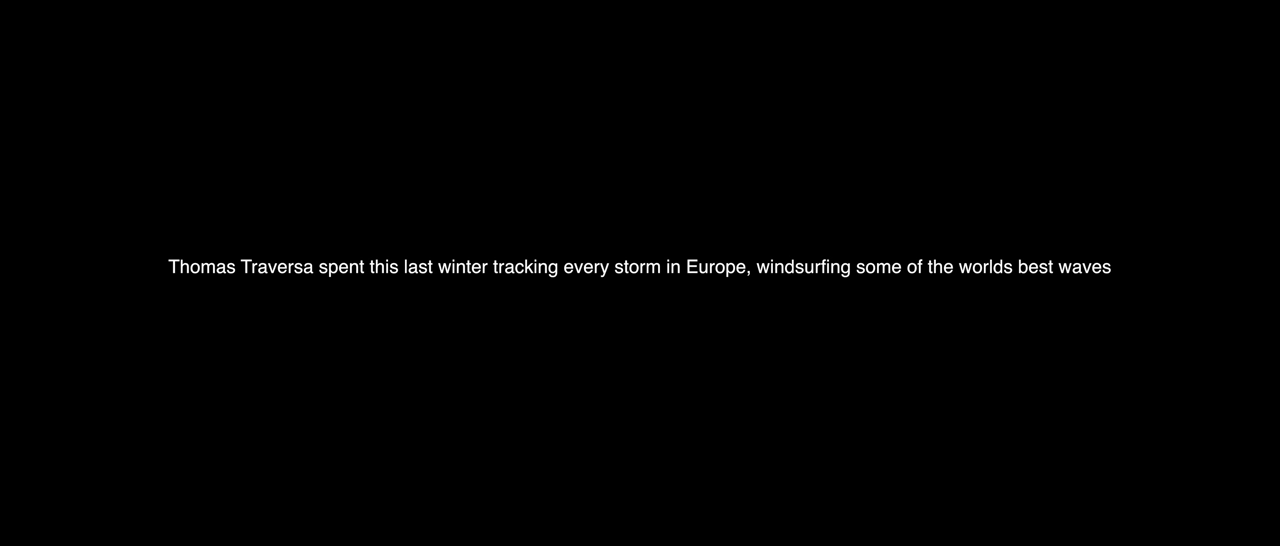 Thomas Traversa spent this last winter tracking every storm in Europe, windsurfing some of the worlds best waves